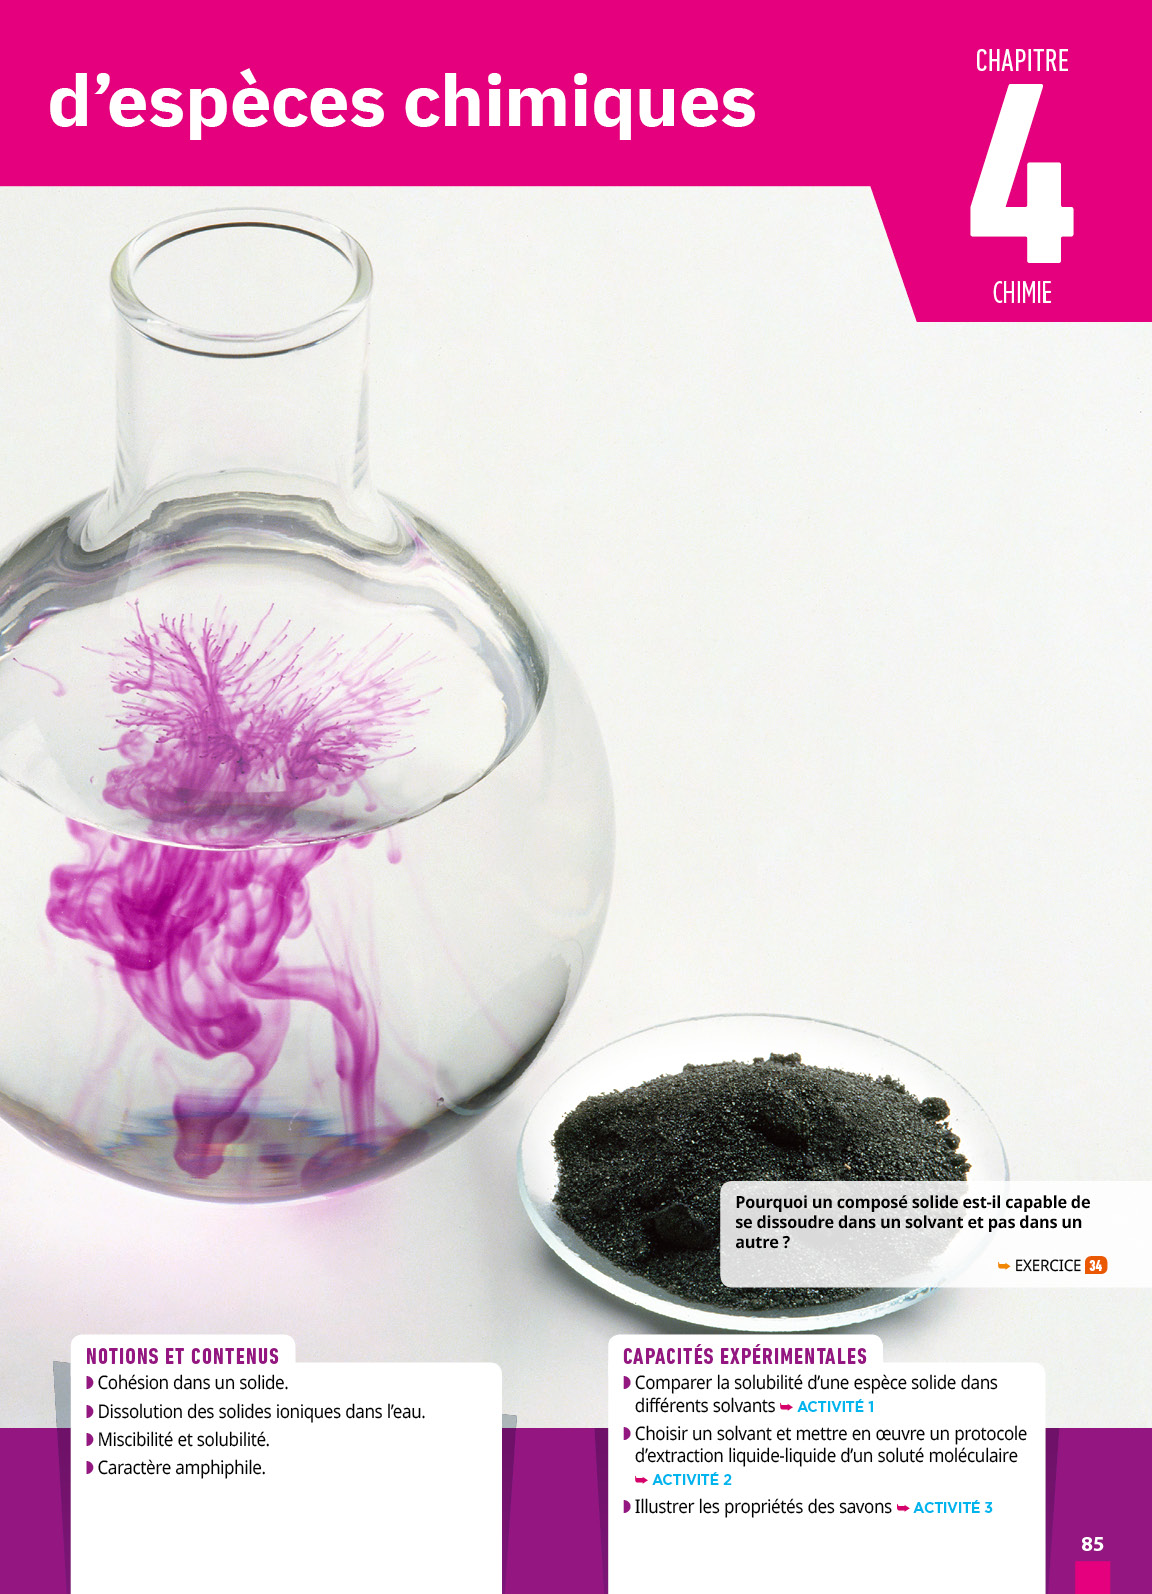 d’espèces chimiques
CHAPITRE
4
CHIMIE
Pourquoi un composé solide est-il capable de
se dissoudre dans un solvant et pas dans un
autre ?
➥ EXERCICE 34
NOTIONS ET CONTENUS
◗ Cohésion dans un solide.
◗ Dissolution des solides ioniques dans l’eau.
◗ Miscibilité et solubilité.
◗ Caractère amphiphile.
CAPACITÉS EXPÉRIMENTALES
◗ Comparer la solubilité d’une espèce solide dans
différents solvants ➥ ACTIVITÉ 1
◗ Choisir un solvant et mettre en œuvre un protocole
d’extraction liquide-liquide d’un soluté moléculaire
➥ ACTIVITÉ 2
◗ Illustrer les propriétés des savons ➥ ACTIVITÉ 3
85